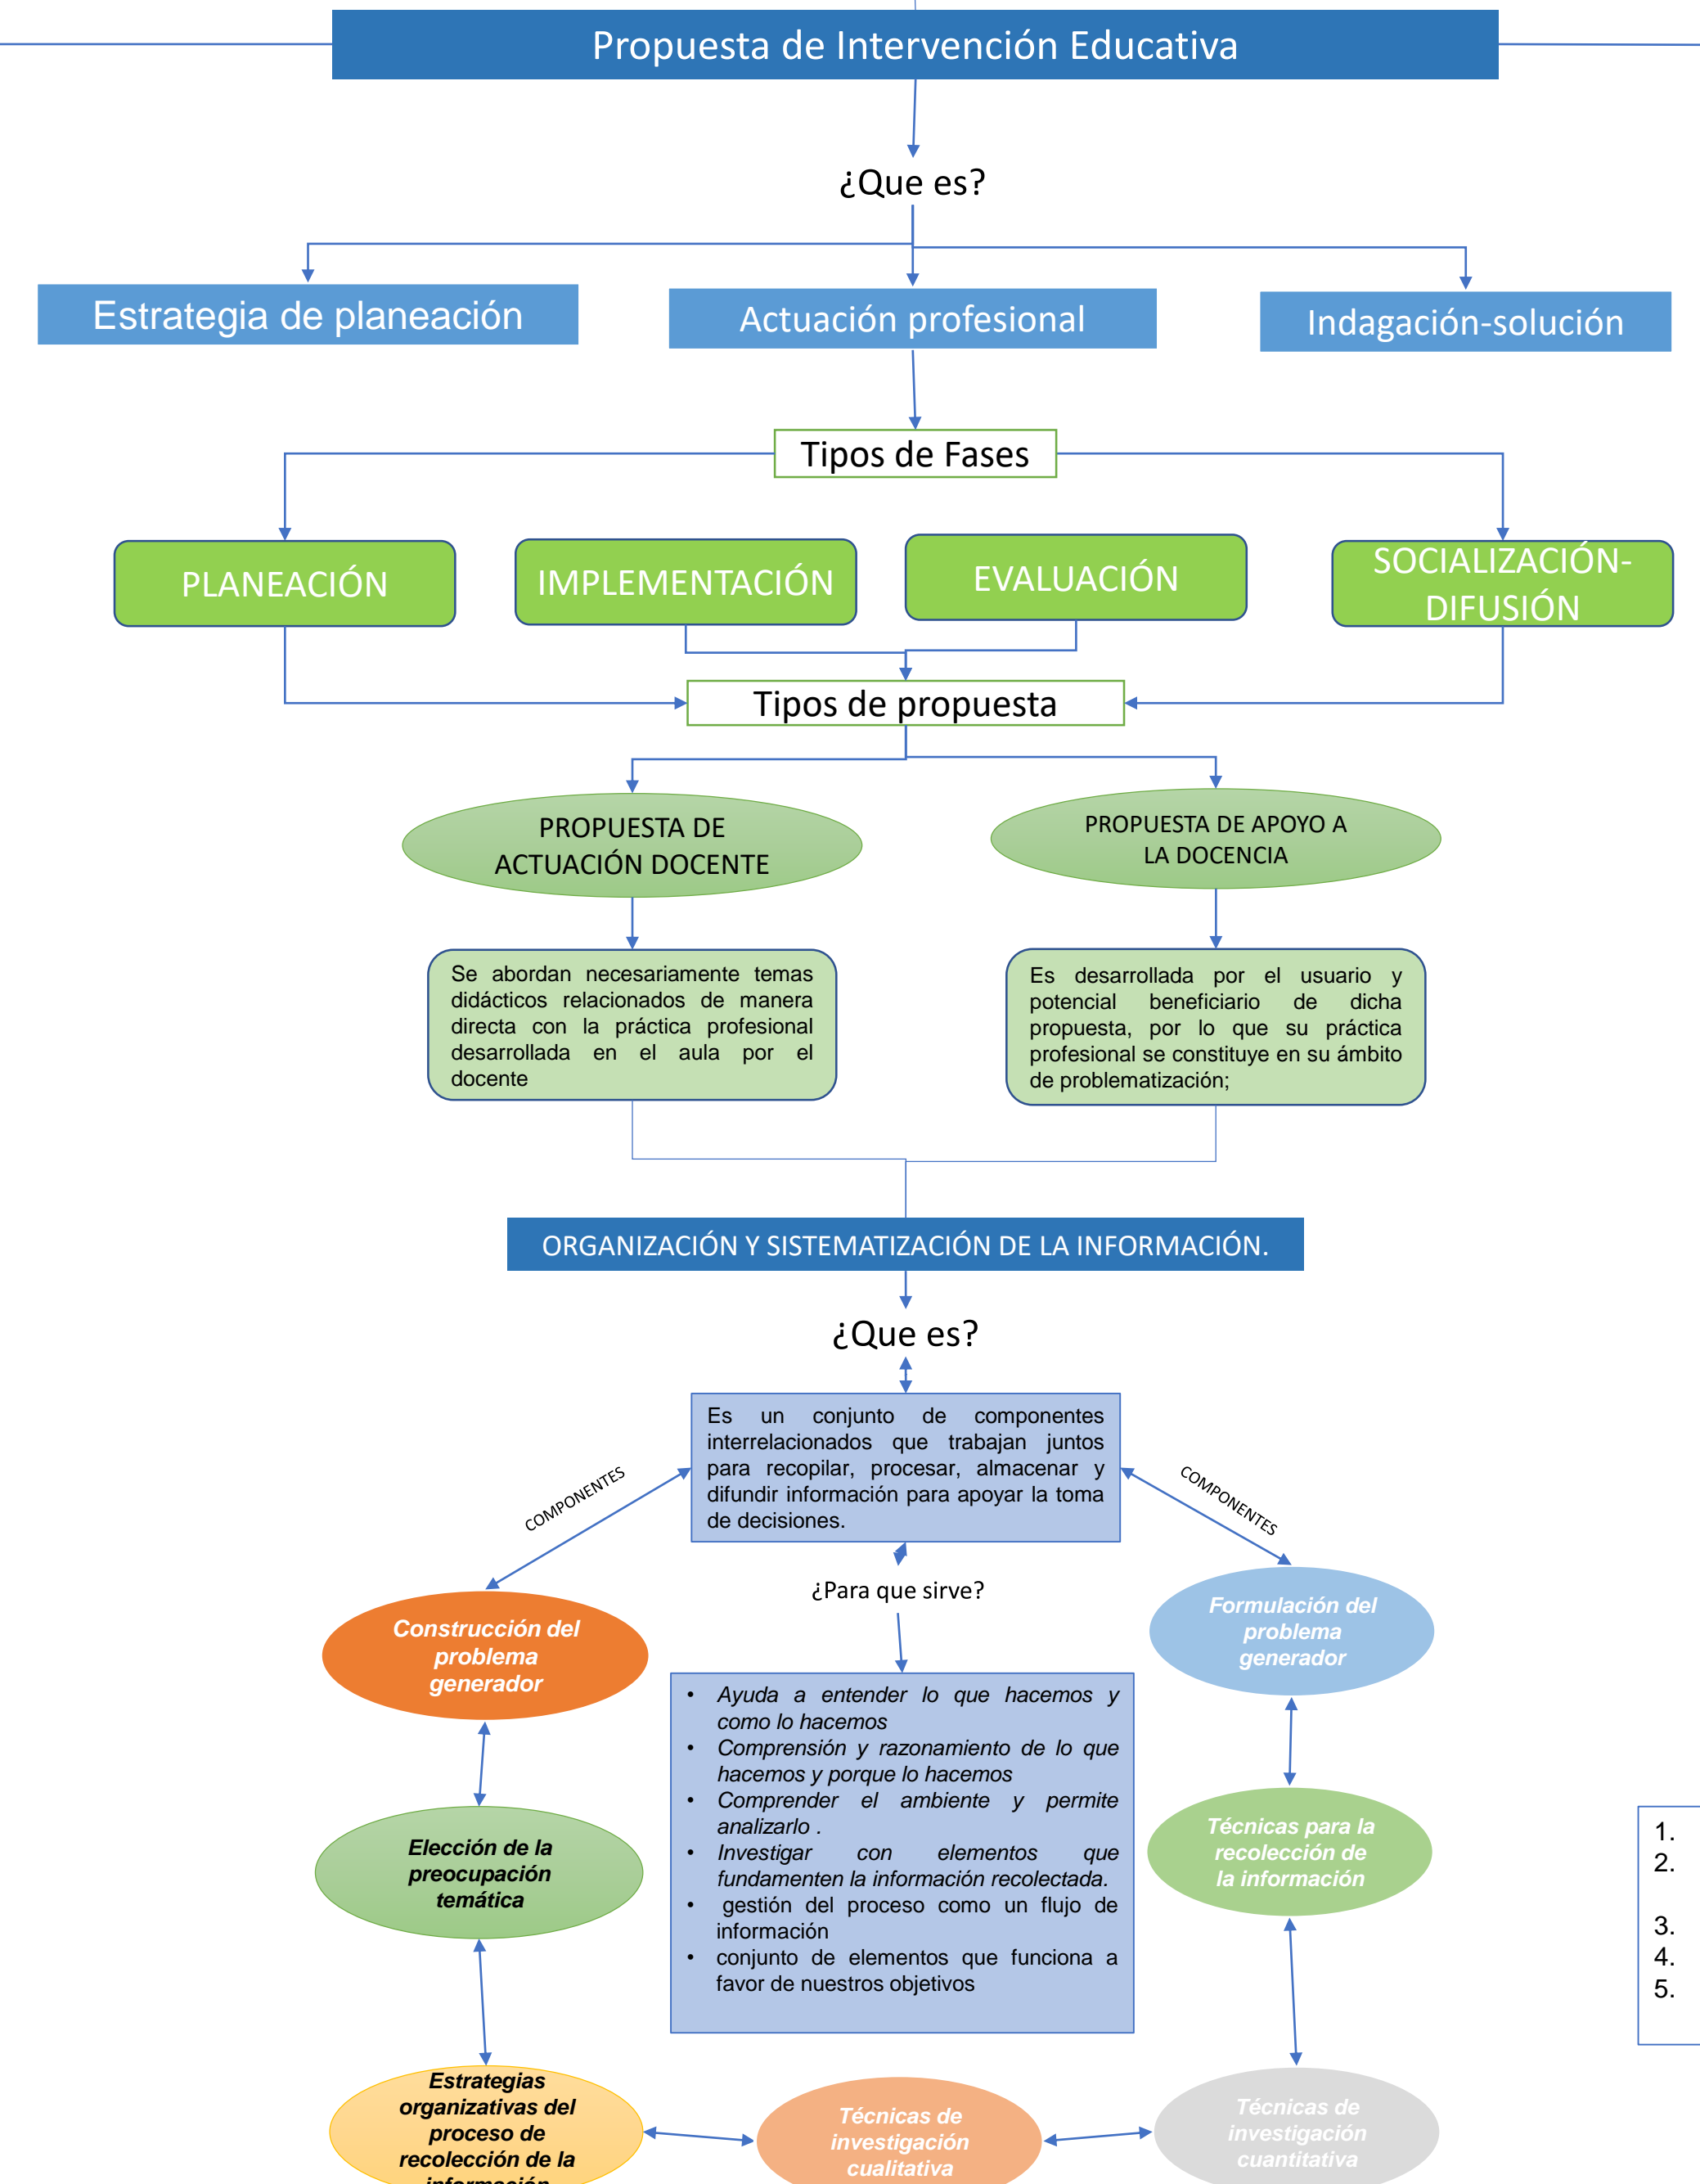 Propuesta de Intervención Educativa
¿Que es?
Estrategia de planeación
Actuación profesional
Indagación-solución
Tipos de Fases
PLANEACIÓN
IMPLEMENTACIÓN
EVALUACIÓN
SOCIALIZACIÓN-
DIFUSIÓN
Tipos de propuesta
PROPUESTA DE
ACTUACIÓN DOCENTE
PROPUESTA DE APOYO A
LA DOCENCIA
Se abordan necesariamente temas
didácticos relacionados de manera
directa con la práctica profesional
desarrollada en el aula por el
docente
Es desarrollada por el usuario y
potencial beneficiario de dicha
propuesta, por lo que su práctica
profesional se constituye en su ámbito
de problematización;
ORGANIZACIÓN Y SISTEMATIZACIÓN DE LA INFORMACIÓN.
¿Que es?
Es un conjunto de componentes
interrelacionados que trabajan juntos
para recopilar, procesar, almacenar y
difundir información para apoyar la toma
de decisiones.
COMPONENTES
COMPONENTES
¿Para que sirve?
Construcción del
problema
generador
Formulación del
problema
generador
• Ayuda a entender lo que hacemos y
como lo hacemos
• Comprensión y razonamiento de lo que
hacemos y porque lo hacemos
• Comprender el ambiente y permite
analizarlo .
• Investigar con elementos que
fundamenten la información recolectada.
• gestión del proceso como un flujo de
información
• conjunto de elementos que funciona a
favor de nuestros objetivos
Elección de la
preocupación
temática
Técnicas para la
recolección de
la información
1.
2.
3.
4.
5.
Estrategias
organizativas del
proceso de
recolección de la
información
Técnicas de
investigación
cualitativa
Técnicas de
investigación
cuantitativa